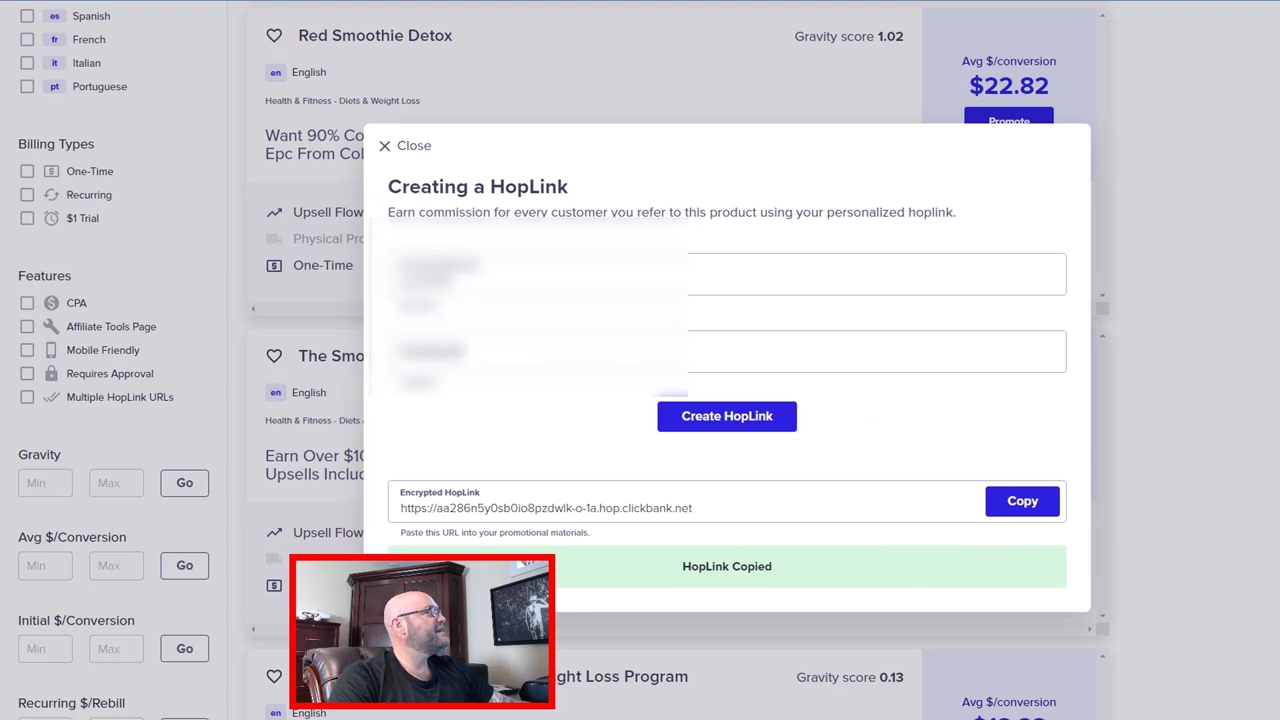 es Spanish
fr French
it Italian
pt Portuguese
Billing Types
One-Time
Recurring
$1 Trial
Features
CPA
Affiliate Tools Page
Mobile Friendly
Requires Approval
Multiple HopLink URLs
Gravity
Min Max Go
Avg $/Conversion
Min Max Go
Initial $/Conversion
Min Max Go
Recurring $/Rebill
Red Smoothie Detox
Gravity score 1.02
en English
Health & Fitness - Diets & Weight Loss
Want 90% Co
Epc From Col
Upsell Flow
Physical Pro
One-Time
Avg $/conversion
$22.82
Promote
Close
Creating a HopLink
Earn commission for every customer you refer to this product using your personalized hoplink.
Create HopLink
Encrypted HopLink
https://aa286n5y0sb0io8pzdwlk-o-1a.hop.clickbank.net
Copy
Paste this URL into your promotional materials.
HopLink Copied
The Smo
en English
Health & Fitness - Diets
Earn Over $10
Upsells Includ
Upsell Flow
ght Loss Program
Gravity score 0.13
en English
Avg $/conversion